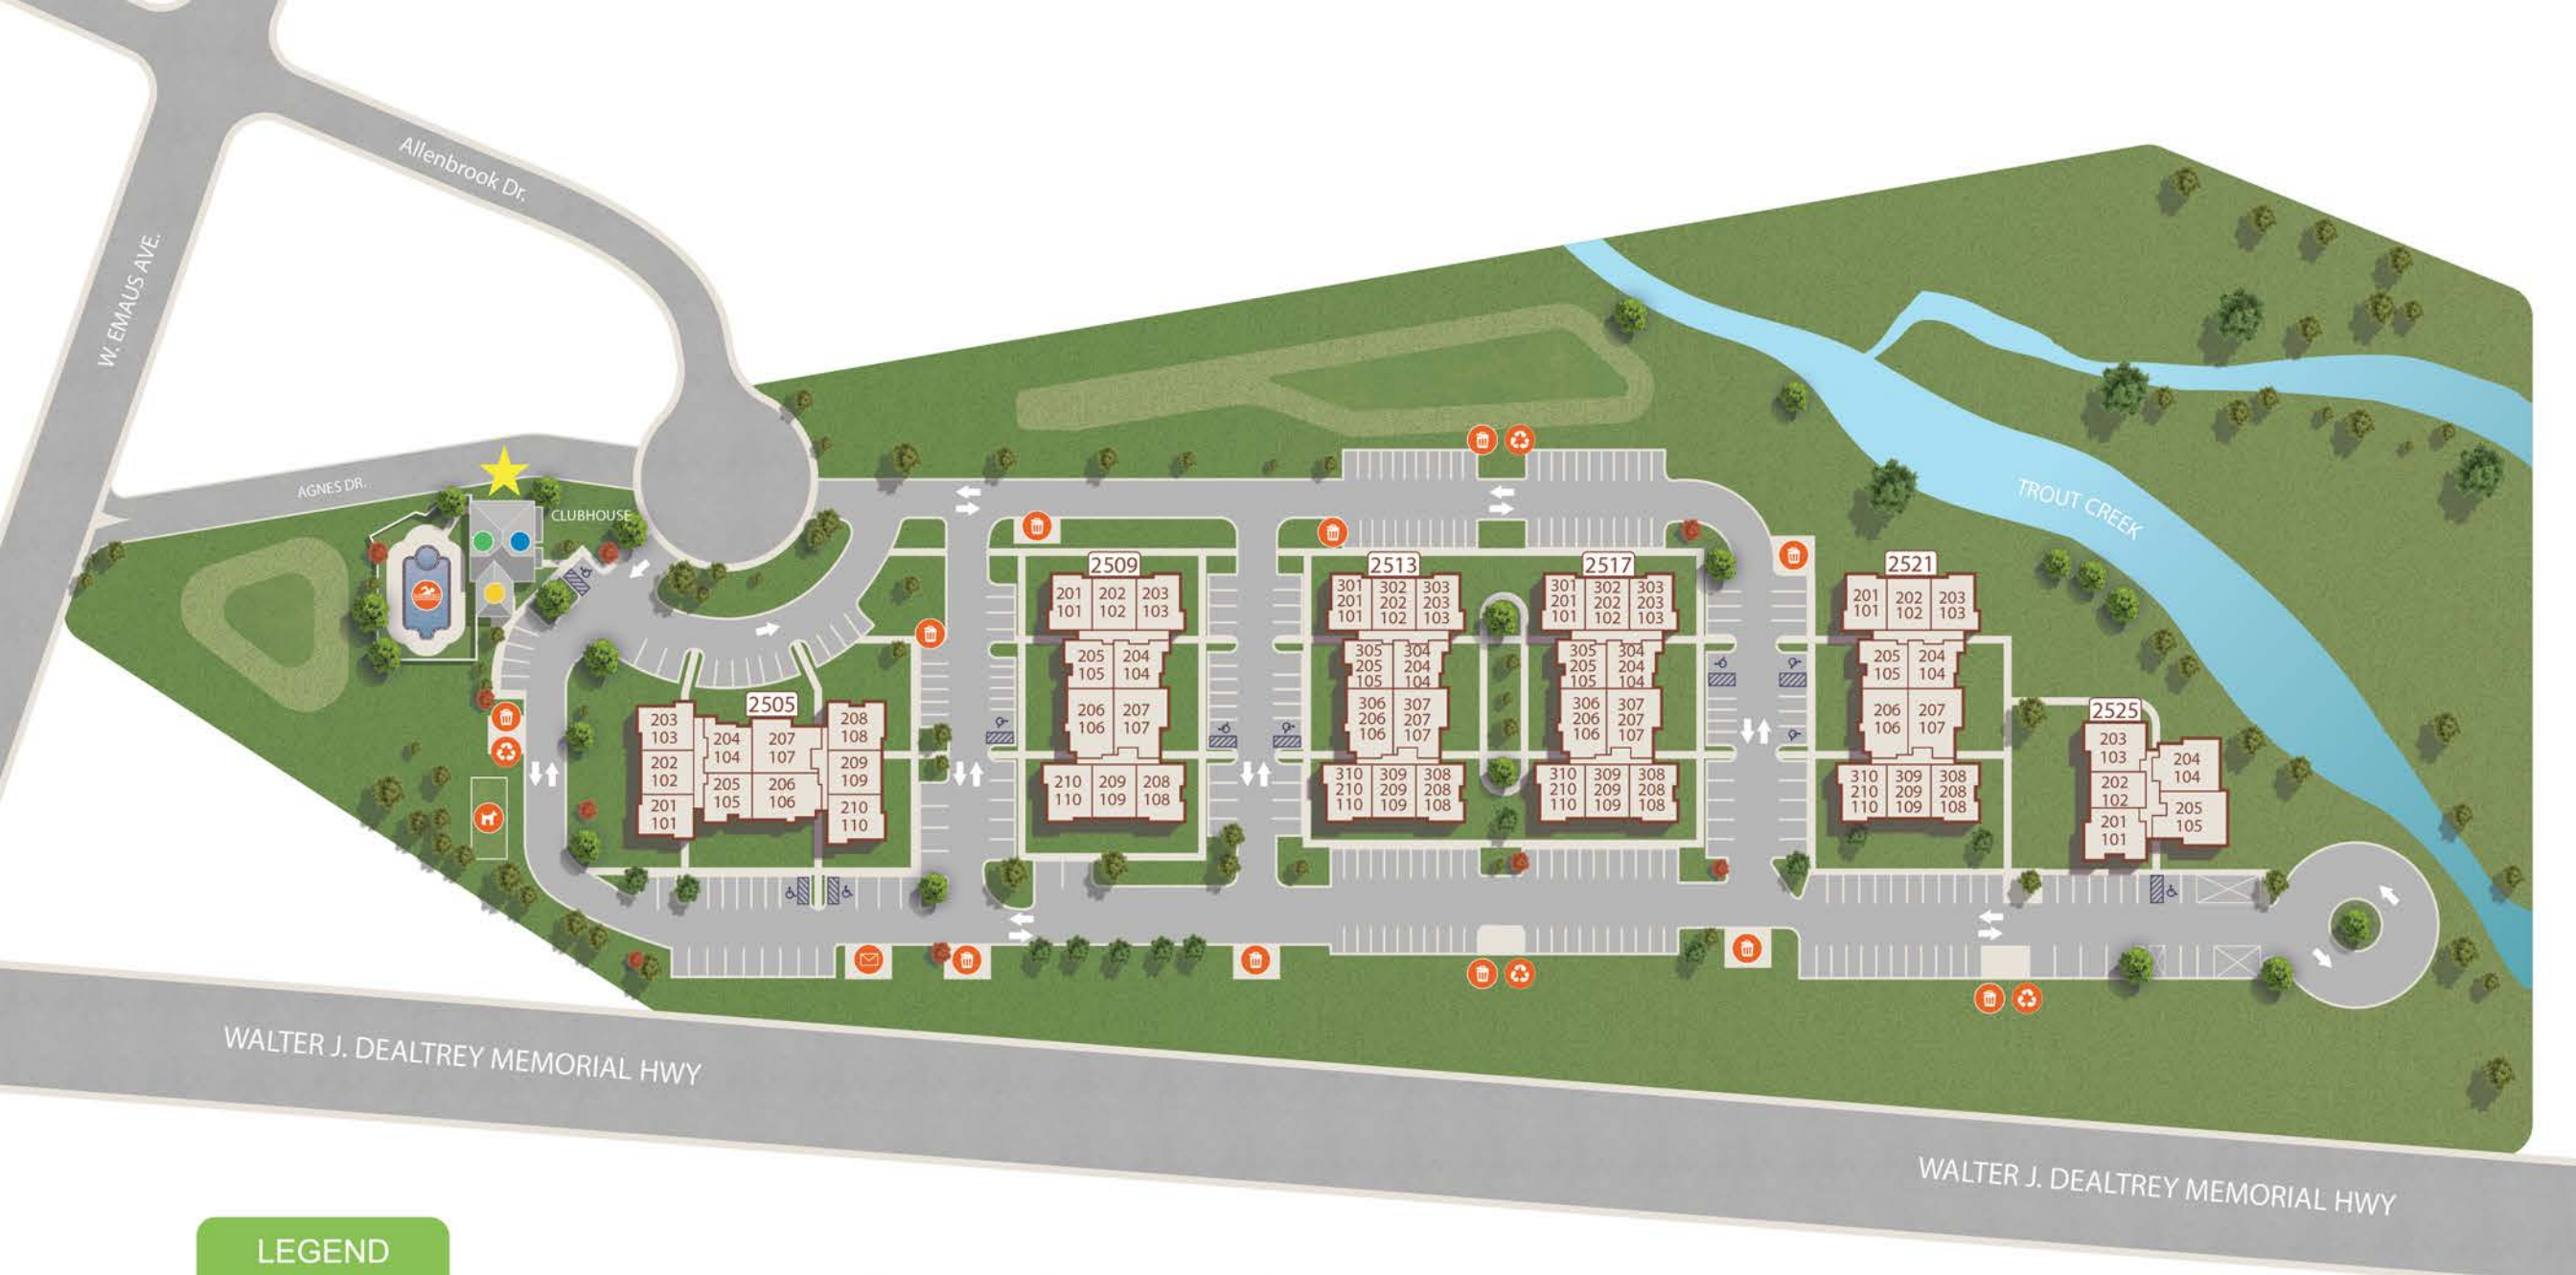 Allenbrook Dr.
W. EMAUS AVE.
AGNES DR.
CLUBHOUSE
TROUT CREEK
2505
203
103
202
102
201
101
204
104
205
105
207
107
206
106
208
108
209
109
210
110
2509
201 202 203
101 102 103
205 204
105 104
206 207
106 107
210 209 208
110 109 108
2513
301 302 303
201 202 203
101 102 103
305 304
205 204
105 104
306 307
206 207
106 107
310 309 308
210 209 208
110 109 108
2517
301 302 303
201 202 203
101 102 103
305 304
205 204
105 104
306 307
206 207
106 107
310 309 308
210 209 208
110 109 108
2521
201 202 203
101 102 103
205 204
105 104
206 207
106 107
310 309 308
210 209 208
110 109 108
2525
203
103
202
102
201
101
204
104
205
105
WALTER J. DEALTREY MEMORIAL HWY
WALTER J. DEALTREY MEMORIAL HWY
LEGEND